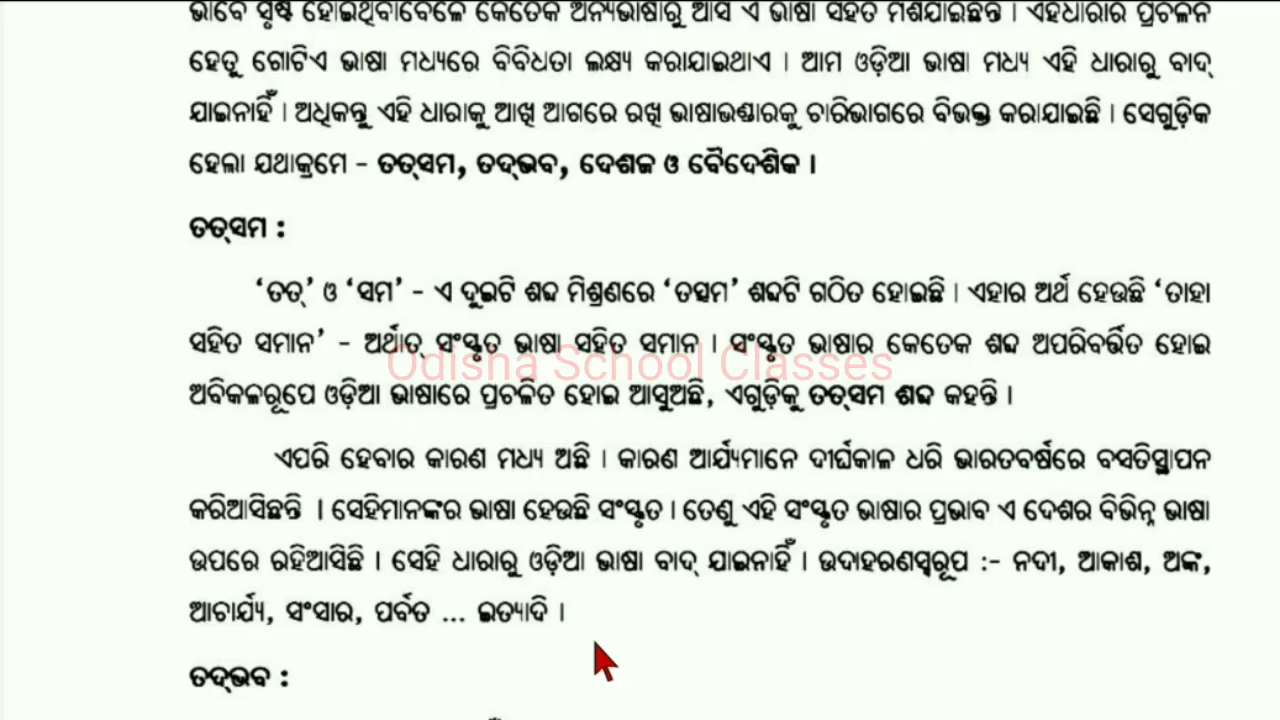 ଭାବେ ସୃଷ୍ଟ ହୋଇଥିବାବେଳେ କେତେକ ଅନ୍ୟଭାଷାରୁ ଆସି ଏ ଭାଷା ସହିତ ମିଶିଯାଇଛନ୍ତି । ଏହିଧାରାର ପ୍ରଚଳନ
ହେତୁ ଗୋଟିଏ ଭାଷା ମଧ୍ୟରେ ବିବିଧତା ଲକ୍ଷ୍ୟ କରାଯାଇଥାଏ । ଆମ ଓଡ଼ିଆ ଭାଷା ମଧ୍ୟ ଏହି ଧାରାରୁ ବାଦ୍
ଯାଇନାହିଁ । ଅଧିକନ୍ତୁ ଏହି ଧାରାକୁ ଆଖି ଆଗରେ ରଖି ଭାଷାଭଣ୍ଡାରକୁ ଚାରିଭାଗରେ ବିଭକ୍ତ କରାଯାଇଛି । ସେଗୁଡ଼ିକ
ହେଲା ଯଥାକ୍ରମେ - ତତ୍‌ସମ, ତଦ୍‌ଭବ, ଦେଶଜ ଓ ବୈଦେଶିକ ।
ତତ୍‌ସମ :
‘ତତ୍’ ଓ ‘ସମ’ - ଏ ଦୁଇଟି ଶବ୍ଦ ମିଶ୍ରଣରେ ‘ତତ୍ସମ’ ଶବ୍ଦଟି ଗଠିତ ହୋଇଛି । ଏହାର ଅର୍ଥ ହେଉଛି ‘ତାହା
ସହିତ ସମାନ’ - ଅର୍ଥାତ୍ ସଂସ୍କୃତ ଭାଷା ସହିତ ସମାନ । ସଂସ୍କୃତ ଭାଷାର କେତେକ ଶବ୍ଦ ଅପରିବର୍ତ୍ତିତ ହୋଇ
Odisha School Classes
ଅବିକଳରୂପେ ଓଡ଼ିଆ ଭାଷାରେ ପ୍ରଚଳିତ ହୋଇ ଆସୁଅଛି, ଏଗୁଡ଼ିକୁ ତତ୍‌ସମ ଶବ୍ଦ କହନ୍ତି ।
ଏପରି ହେବାର କାରଣ ମଧ୍ୟ ଅଛି । କାରଣ ଆର୍ଯ୍ୟମାନେ ଦୀର୍ଘକାଳ ଧରି ଭାରତବର୍ଷରେ ବସତିସ୍ଥାପନ
କରିଆସିଛନ୍ତି । ସେହିମାନଙ୍କର ଭାଷା ହେଉଛି ସଂସ୍କୃତ । ତେଣୁ ଏହି ସଂସ୍କୃତ ଭାଷାର ପ୍ରଭାବ ଏ ଦେଶର ବିଭିନ୍ନ ଭାଷା
ଉପରେ ରହିଆସିଛି । ସେହି ଧାରାରୁ ଓଡ଼ିଆ ଭାଷା ବାଦ୍ ଯାଇନାହିଁ । ଉଦାହରଣସ୍ୱରୂପ :- ନଦୀ, ଆକାଶ, ଅଙ୍କ,
ଆଚାର୍ଯ୍ୟ, ସଂସାର, ପର୍ବତ ... ଇତ୍ୟାଦି ।
ତଦ୍‌ଭବ :